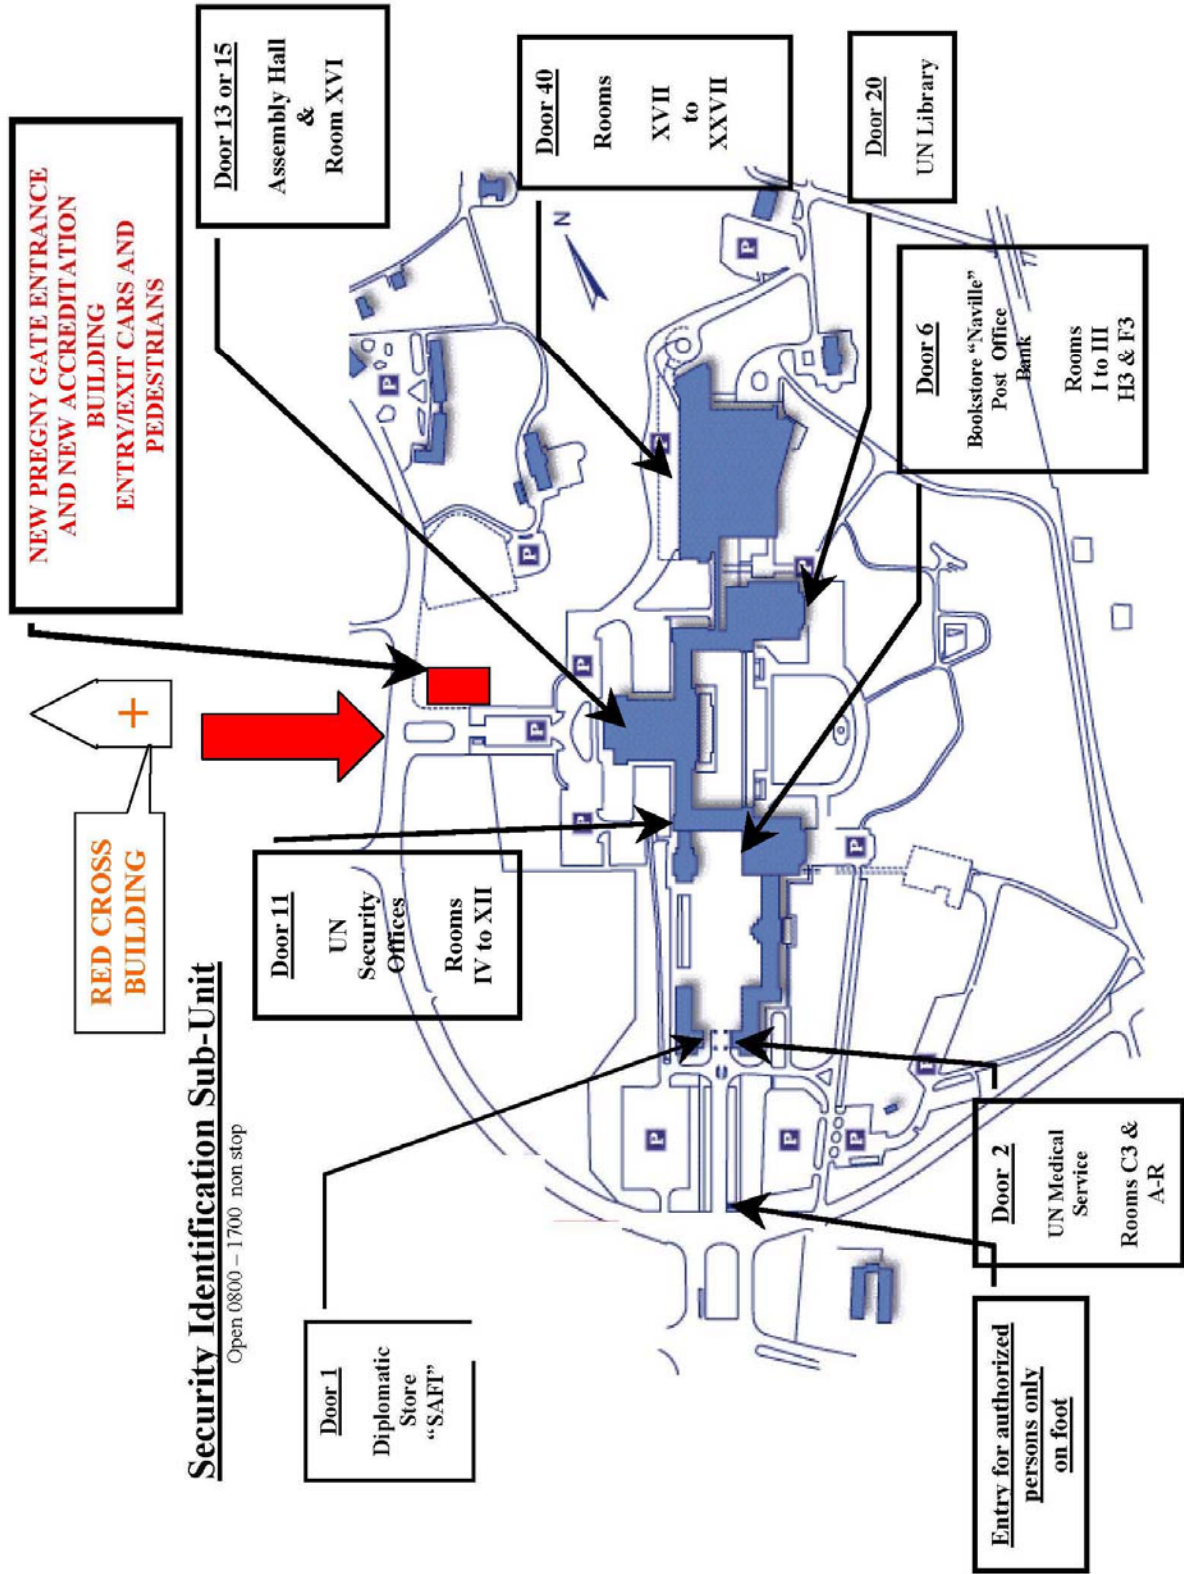 Security Identification Sub-Unit
Open 0800 – 1700 non stop
RED CROSS
BUILDING
NEW PREGNY GATE ENTRANCE
AND NEW ACCREDITATION
BUILDING
ENTRY/EXIT CARS AND
PEDESTRIANS
Door 1
Diplomatic
Store
“SAFI”
Door 11
UN
Security
Offices
Rooms
IV to XII
Door 13 or 15
Assembly Hall
&
Room XVI
Door 40
Rooms
XVII
to
XXVII
Door 20
UN Library
Door 6
Bookstore “Naville”
Post Office
Bank
Rooms
I to III
H3 & F3
Door 2
UN Medical
Service
Rooms C3 &
A-R
Entry for authorized
persons only
on foot
N
P
P
P
P
P
P
P
P
P
P
P
P
P
P